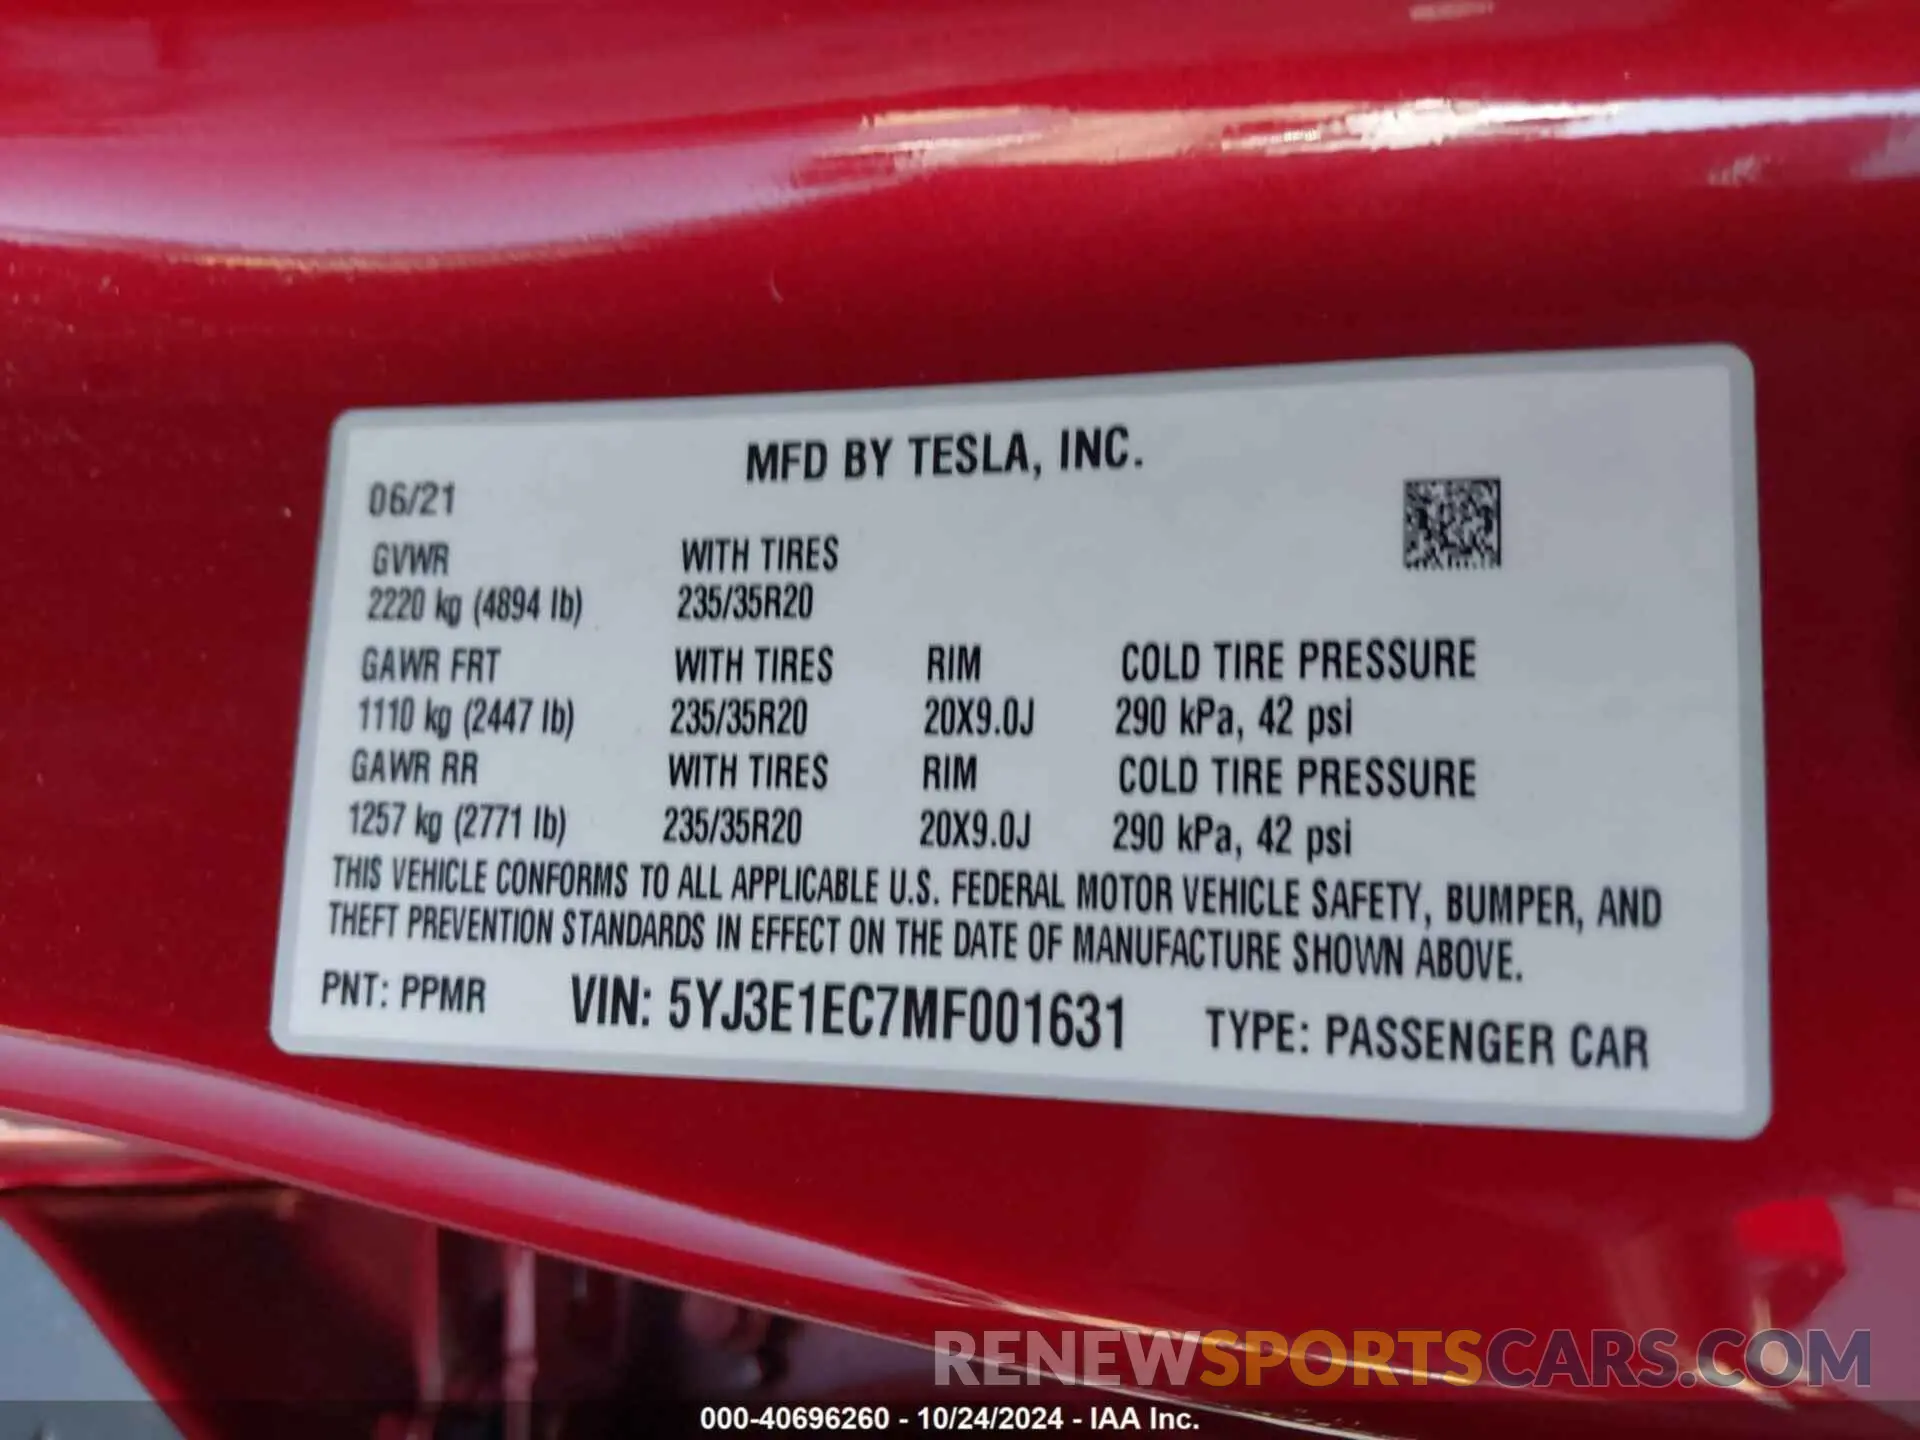 MFD BY TESLA, INC.
06/21
GVWR WITH TIRES
2220 kg (4894 lb) 235/35R20
GAWR FRT WITH TIRES RIM COLD TIRE PRESSURE
1110 kg (2447 lb) 235/35R20 20X9.0J 290 kPa, 42 psi
GAWR RR WITH TIRES RIM COLD TIRE PRESSURE
1257 kg (2771 lb) 235/35R20 20X9.0J 290 kPa, 42 psi
THIS VEHICLE CONFORMS TO ALL APPLICABLE U.S. FEDERAL MOTOR VEHICLE SAFETY, BUMPER, AND
THEFT PREVENTION STANDARDS IN EFFECT ON THE DATE OF MANUFACTURE SHOWN ABOVE.
PNT: PPMR VIN: 5YJ3E1EC7MF001631 TYPE: PASSENGER CAR
RENEWSPORTSCARS.COM
000-40696260 - 10/24/2024 - IAA Inc.